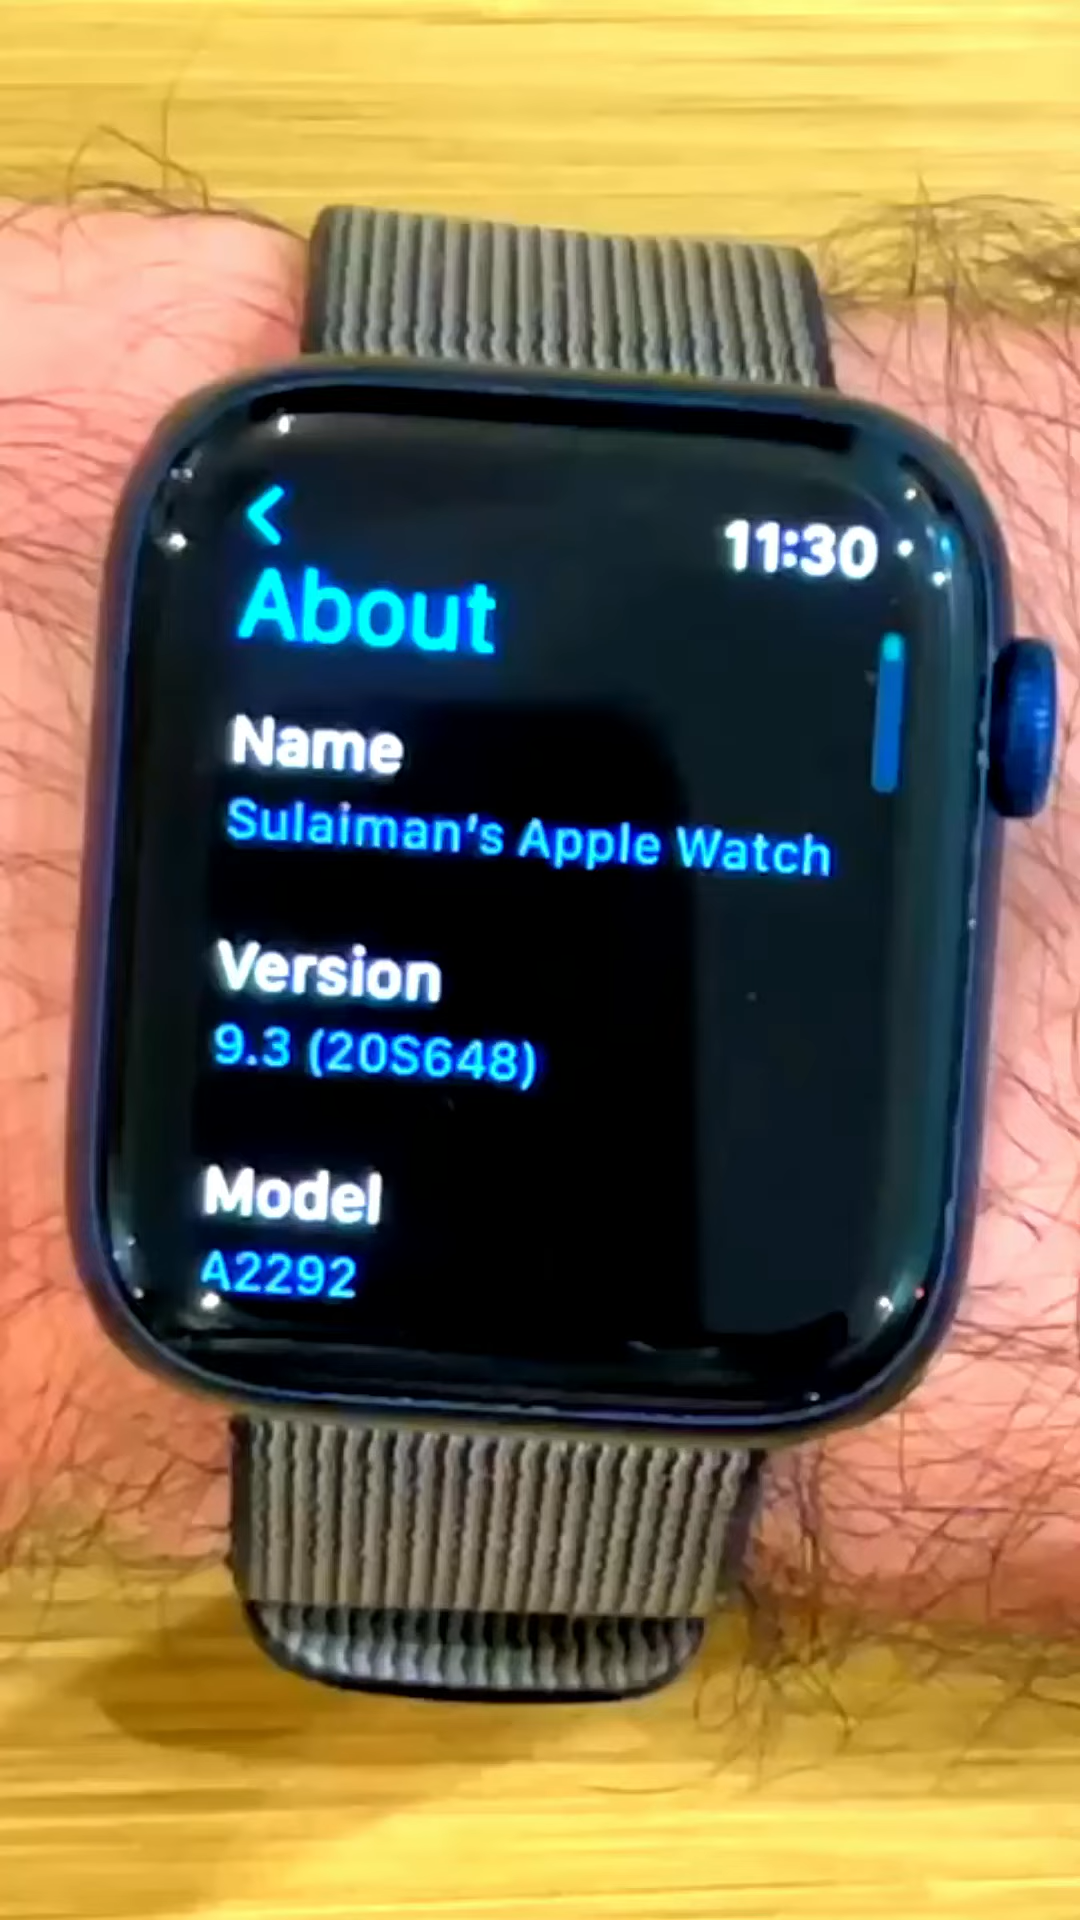 <
11:30
About
Name
Sulaiman's Apple Watch
Version
9.3 (20S648)
Model
A2292